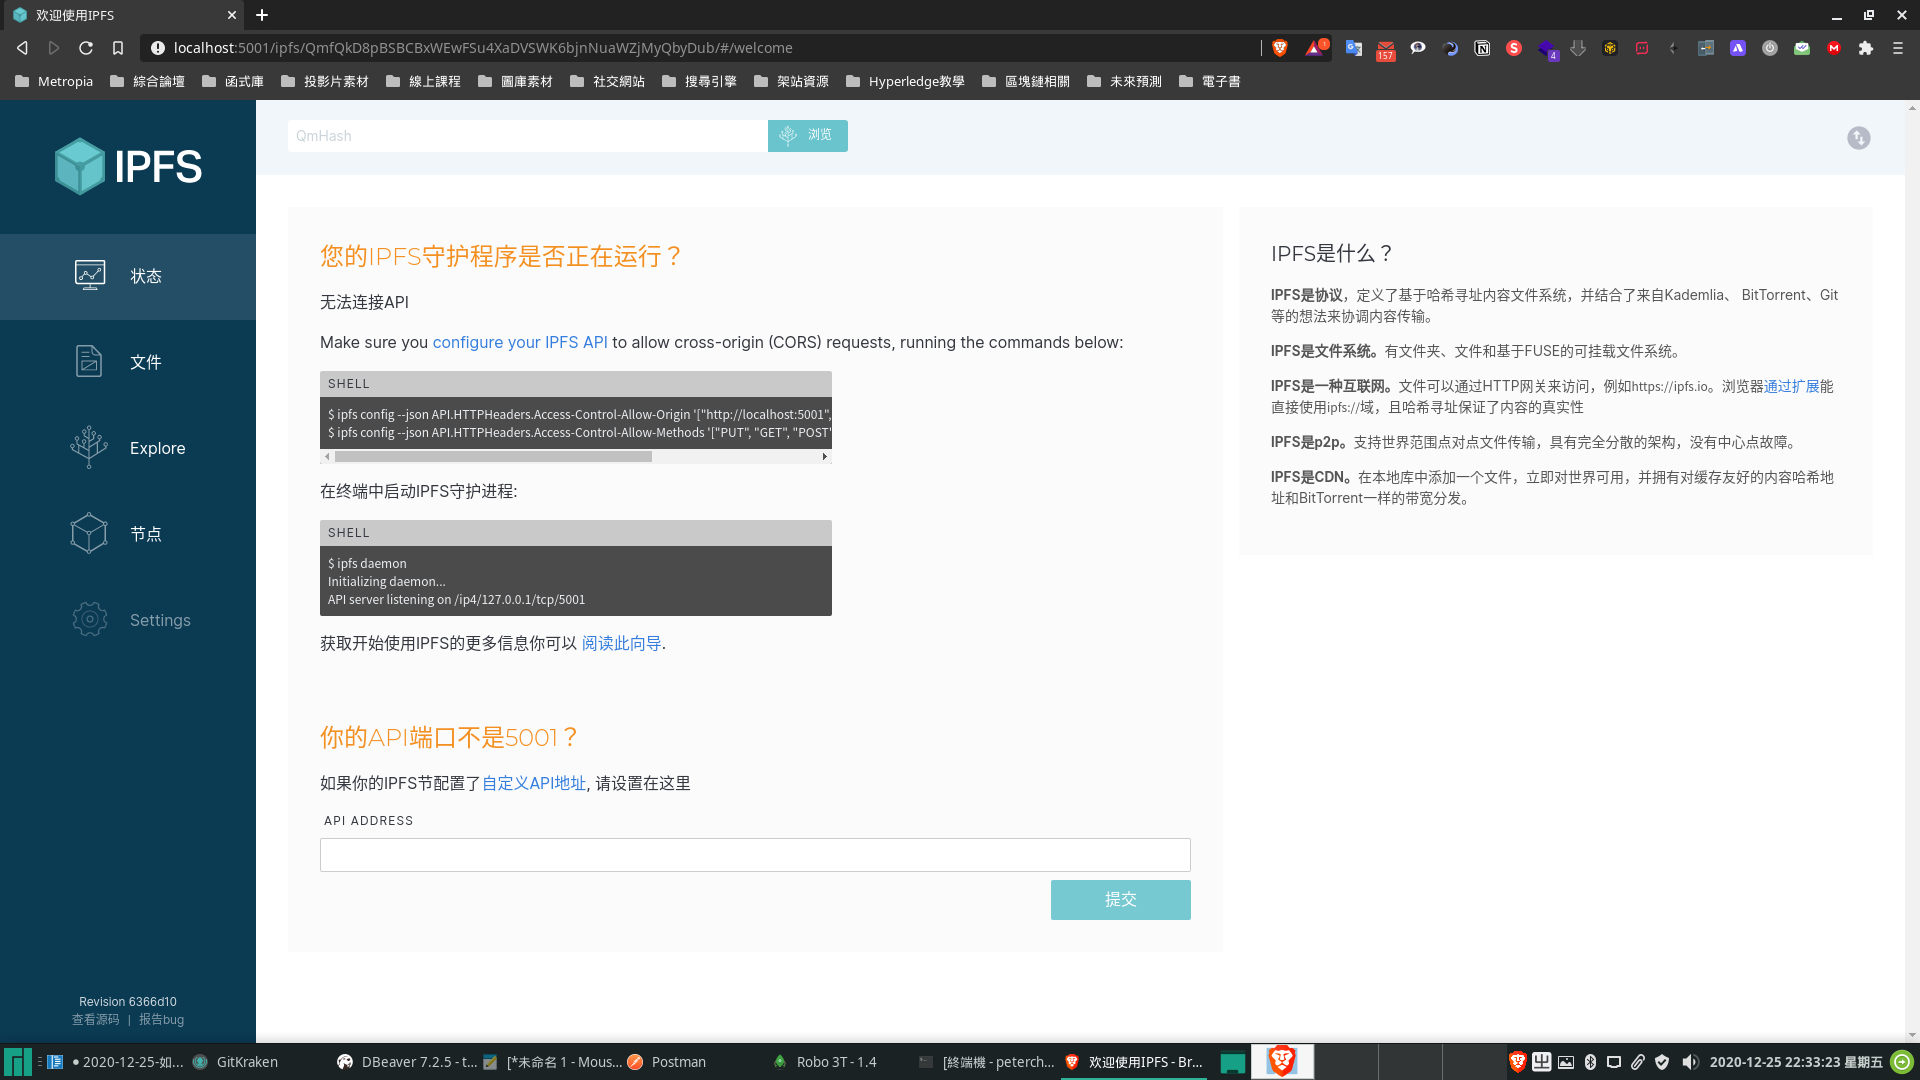 欢迎使用IPFS
localhost:5001/ipfs/QmfQkD8pBSBCBxWEwFSu4XaDVSWK6bjnNuaWZjMyQbyDub/#/welcome
1
157
4
Metropia
綜合論壇
函式庫
投影片素材
線上課程
圖庫素材
社交網站
搜尋引擎
架站資源
Hyperledge教學
區塊鏈相關
未來預測
電子書
IPFS
QmHash
浏览
状态
文件
Explore
节点
Settings
Revision 6366d10
查看源码 | 报告bug
您的IPFS守护程序是否正在运行？
无法连接API
Make sure you configure your IPFS API to allow cross-origin (CORS) requests, running the commands below:
SHELL
$ ipfs config --json API.HTTPHeaders.Access-Control-Allow-Origin '["http://localhost:5001",
$ ipfs config --json API.HTTPHeaders.Access-Control-Allow-Methods '["PUT", "GET", "POST"
在终端中启动IPFS守护进程:
SHELL
$ ipfs daemon
Initializing daemon...
API server listening on /ip4/127.0.0.1/tcp/5001
获取开始使用IPFS的更多信息你可以 阅读此向导.
你的API端口不是5001？
如果你的IPFS节配置了自定义API地址, 请设置在这里
API ADDRESS
提交
IPFS是什么？
IPFS是协议，定义了基于哈希寻址内容文件系统，并结合了来自Kademlia、 BitTorrent、Git
等的想法来协调内容传输。
IPFS是文件系统。有文件夹、文件和基于FUSE的可挂载文件系统。
IPFS是一种互联网。文件可以通过HTTP网关来访问，例如https://ipfs.io。浏览器通过扩展能
直接使用ipfs://域，且哈希寻址保证了内容的真实性
IPFS是p2p。支持世界范围点对点文件传输，具有完全分散的架构，没有中心点故障。
IPFS是CDN。在本地库中添加一个文件，立即对世界可用，并拥有对缓存友好的内容哈希地
址和BitTorrent一样的带宽分发。
● 2020-12-25-如...
GitKraken
DBeaver 7.2.5 - t...
[*未命名 1 - Mous...
Postman
Robo 3T - 1.4
[終端機 - peterch...
欢迎使用IPFS - Br...
2020-12-25 22:33:23 星期五